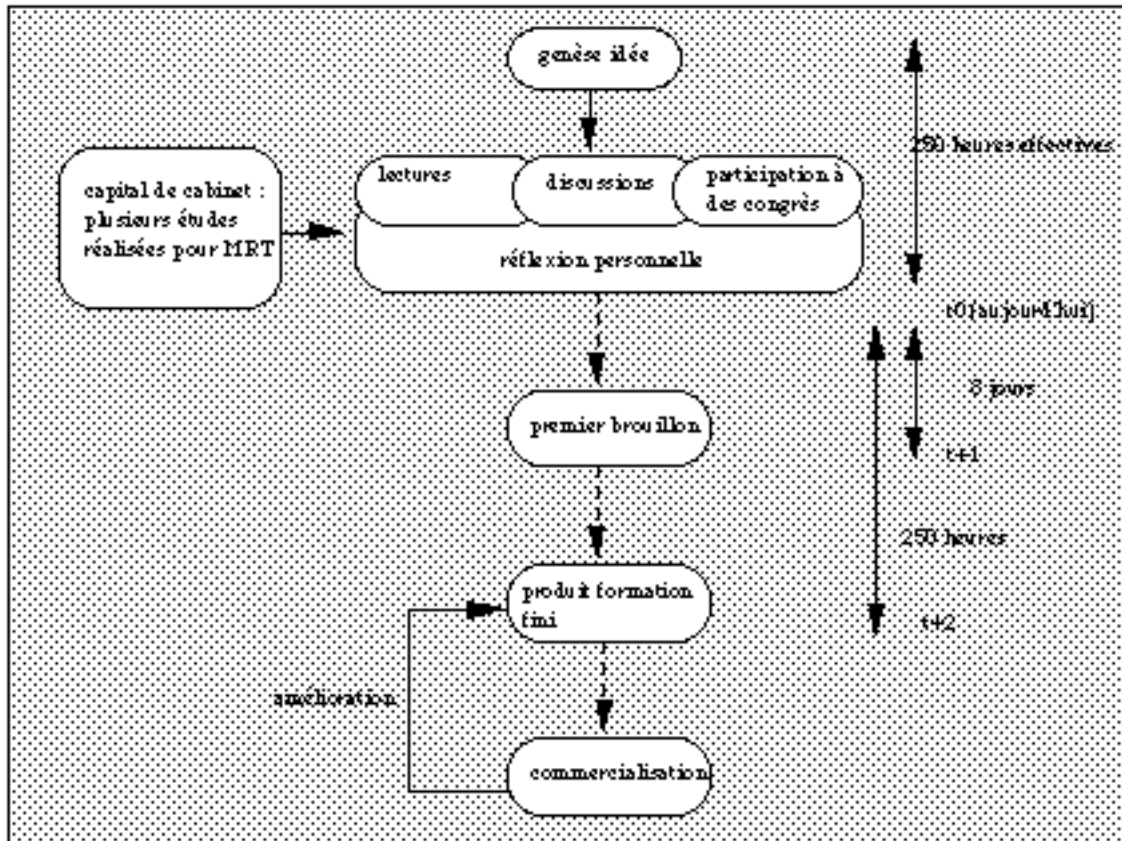 genèse idée
250 heures effectives
capital de cabinet :
plusieurs études
réalisées pour MRT
lectures
discussions
participation à
des congrès
réflexion personnelle
t0 (aujourd'hui)
8 jours
premier brouillon
t+1
250 heures
produit formation
fini
t+2
amélioration
commercialisation